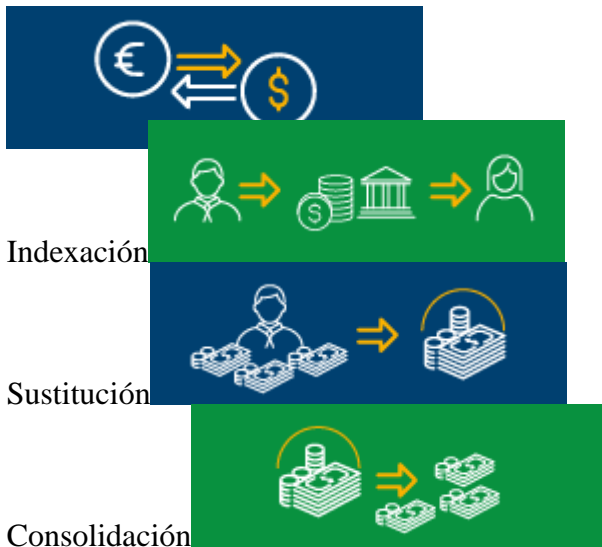 €
$
$
Indexación
Sustitución
Consolidación